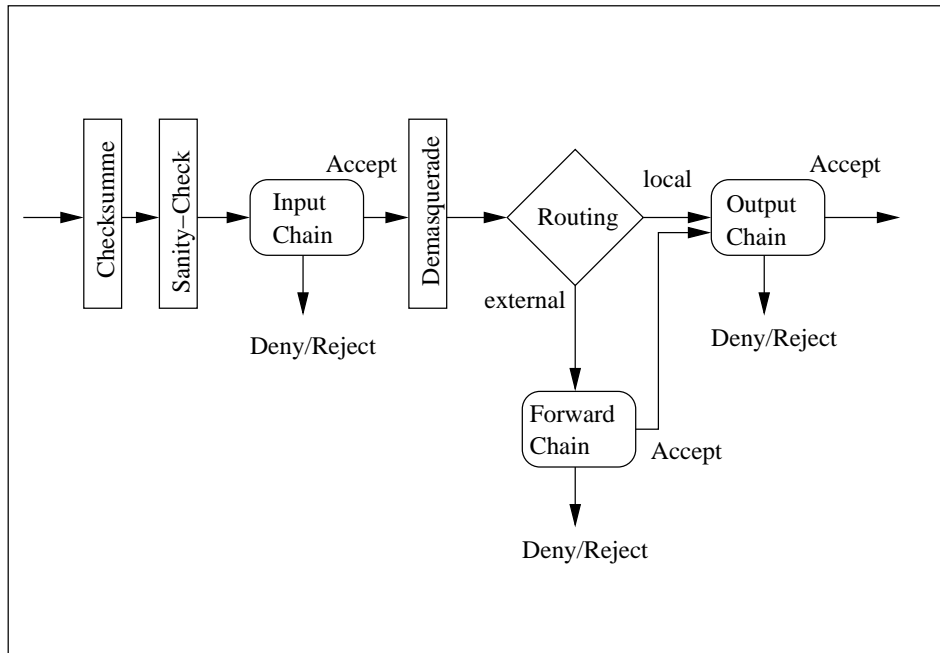 Checksumme
Sanity–Check
Input
Chain
Accept
Deny/Reject
Demasquerade
Routing
local
external
Forward
Chain
Accept
Deny/Reject
Output
Chain
Accept
Deny/Reject